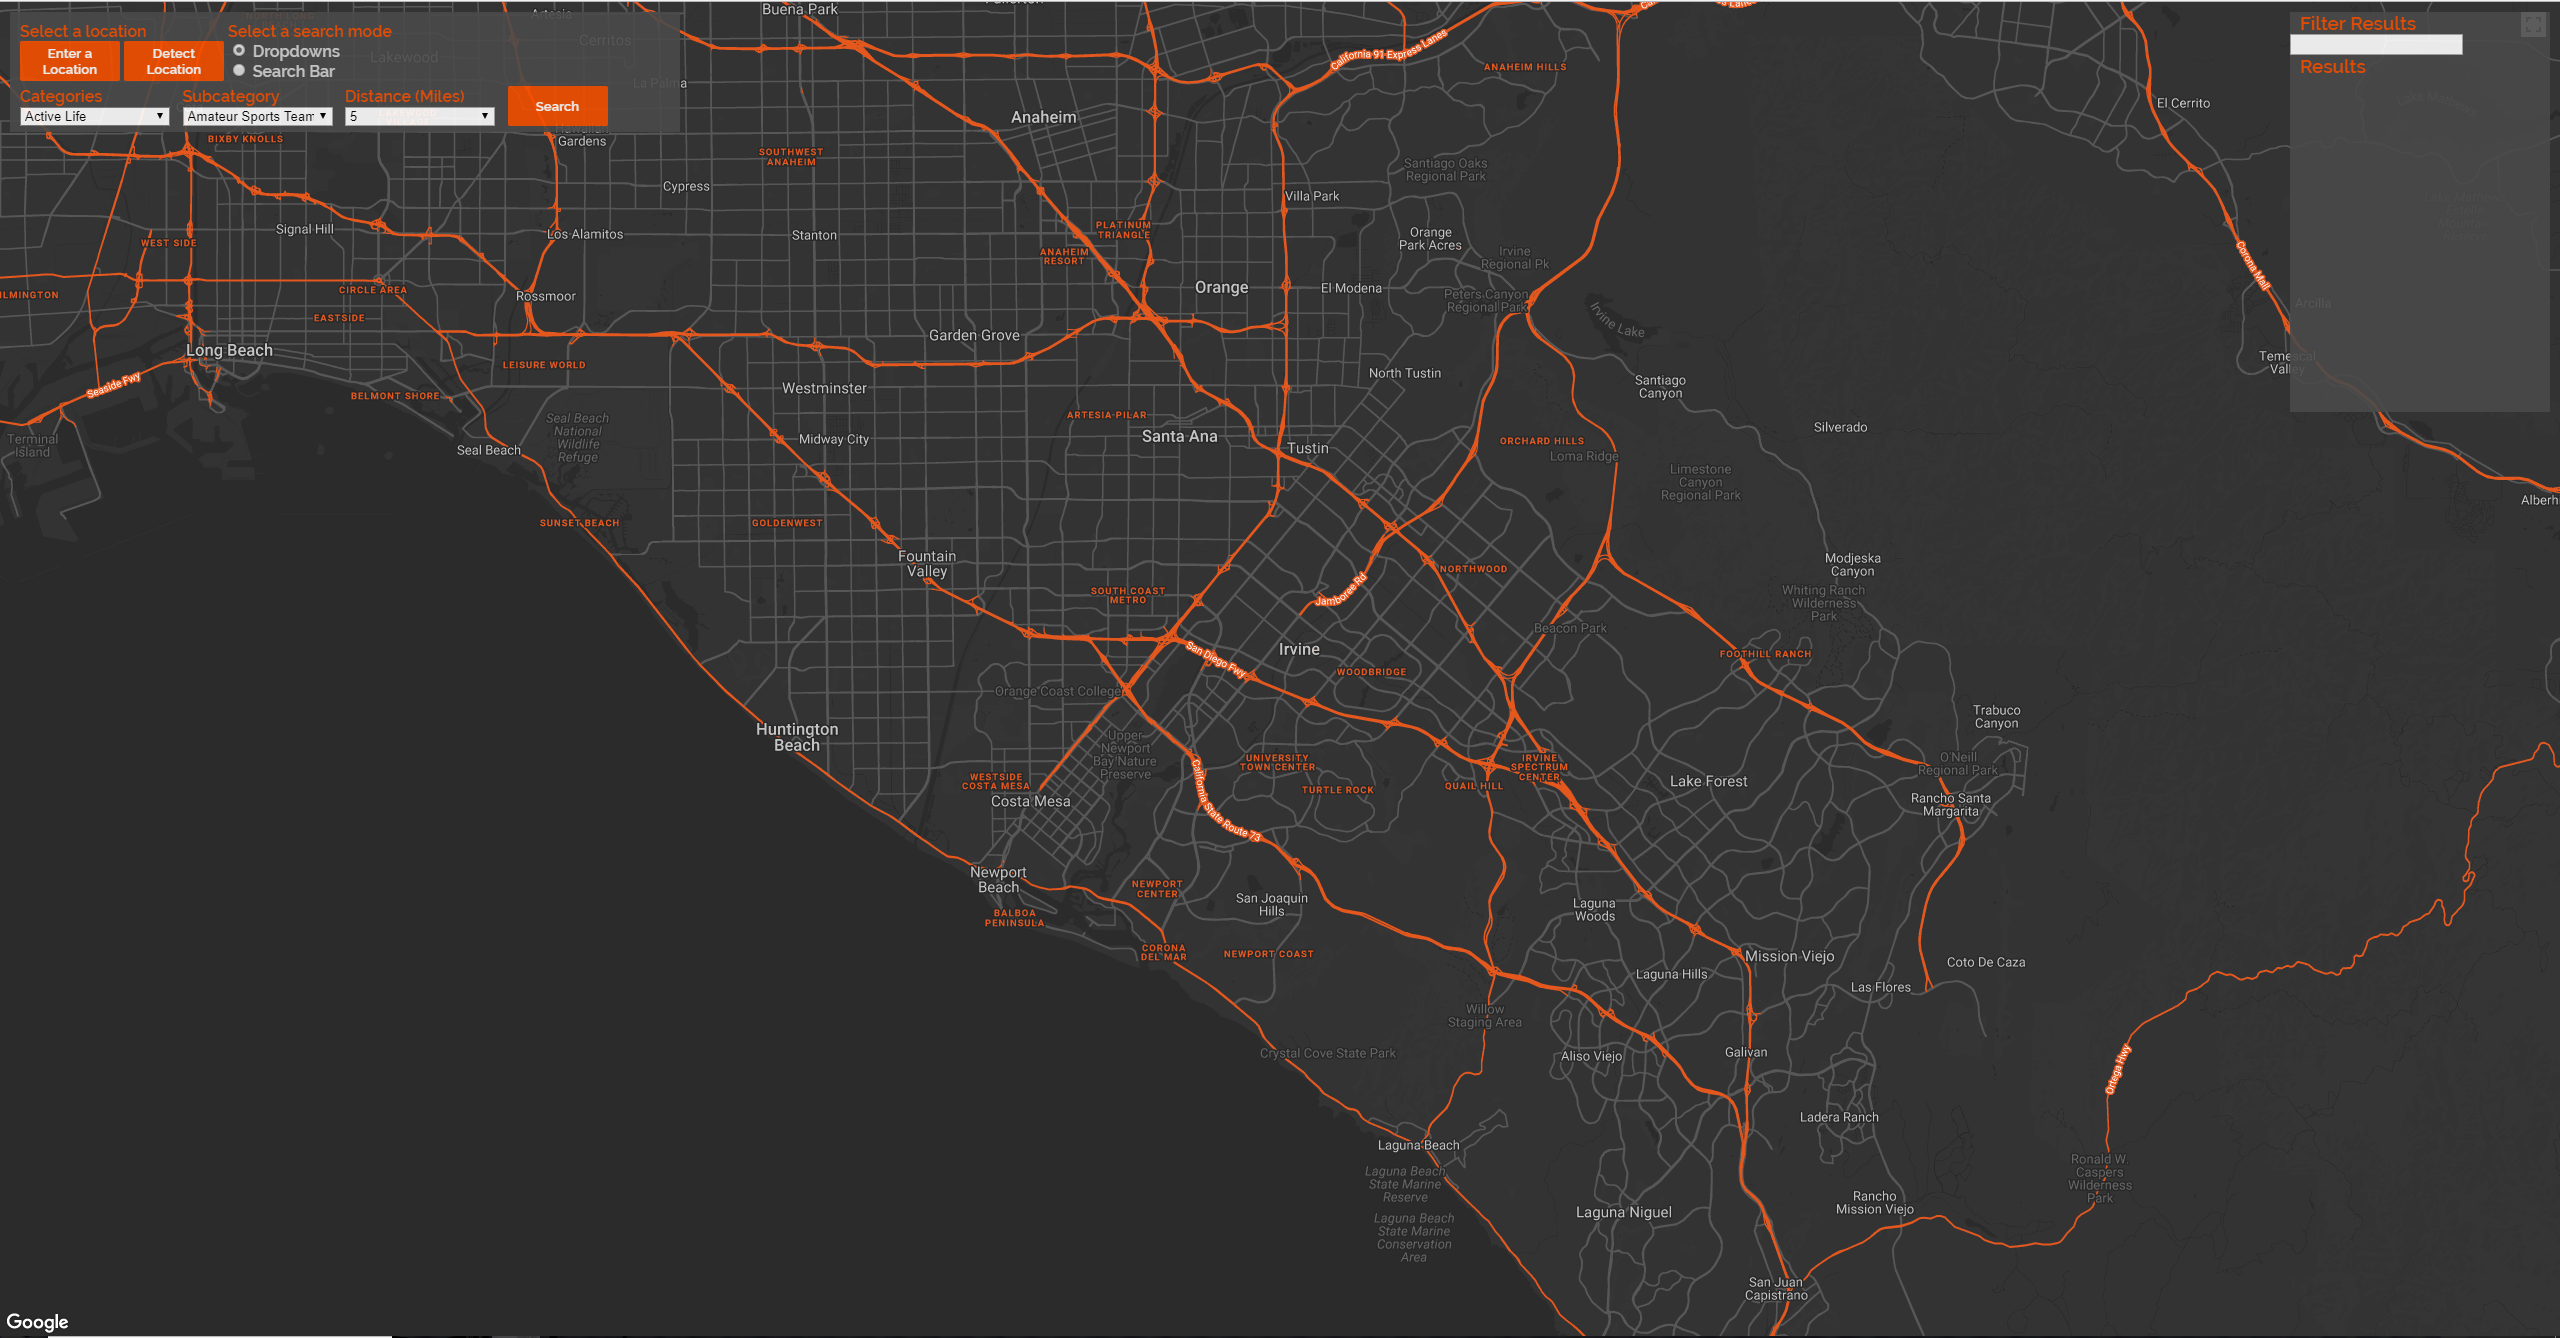 Select a location
Enter a
Location
Detect
Location
Select a search mode
Dropdowns
Search Bar
Categories
Active Life
Subcategory
Amateur Sports Team
Distance (Miles)
5
Search
Filter Results
Results
Artesia
Cerritos
Lakewood
La Palma
Buena Park
California 91 Express Lanes
ANAHEIM HILLS
El Cerrito
Anaheim
BIXBY KNOLLS
Hawaiian
Gardens
SOUTHWEST
ANAHEIM
Santiago Oaks
Regional Park
Cypress
Villa Park
Signal Hill
Los Alamitos
Stanton
PLATINUM
TRIANGLE
Orange
Park Acres
WEST SIDE
ANAHEIM
RESORT
Irvine
Regional Pk
Corona Mall
ILMINGTON
CIRCLE AREA
Rossmoor
Orange
El Modena
Peters Canyon
Regional Park
Irvine Lake
Arcilla
EASTSIDE
Long Beach
Garden Grove
Temescal
Valley
LEISURE WORLD
Seaside Fwy
BELMONT SHORE
Westminster
North Tustin
Santiago
Canyon
Seal Beach
National
Wildlife
Refuge
ARTESIA PILAR
Terminal
Island
Seal Beach
Midway City
Santa Ana
Tustin
ORCHARD HILLS
Loma Ridge
Silverado
Limestone
Canyon
Regional Park
Alberh
SUNSET BEACH
GOLDENWEST
Fountain
Valley
NORTHWOOD
Modjeska
Canyon
SOUTH COAST
METRO
Jamboree Rd
Whiting Ranch
Wilderness
Park
Beacon Park
San Diego Fwy
Irvine
WOODBRIDGE
FOOTHILL RANCH
Orange Coast College
Huntington
Beach
Upper
Newport
Bay Nature
Preserve
Trabuco
Canyon
UNIVERSITY
TOWN CENTER
IRVINE
SPECTRUM
CENTER
O'Neill
Regional Park
WESTSIDE
COSTA MESA
Costa Mesa
California State Route 73
TURTLE ROCK
QUAIL HILL
Lake Forest
Rancho Santa
Margarita
Newport
Beach
NEWPORT
CENTER
San Joaquin
Hills
Laguna
Woods
BALBOA
PENINSULA
CORONA
DEL MAR
NEWPORT COAST
Mission Viejo
Laguna Hills
Coto De Caza
Las Flores
Willow
Staging Area
Crystal Cove State Park
Aliso Viejo
Galivan
Ortega Hwy
Ladera Ranch
Laguna Beach
Laguna Beach
State Marine
Reserve
Ronald W.
Caspers
Wilderness
Park
Laguna Beach
State Marine
Conservation
Area
Laguna Niguel
Rancho
Mission Viejo
San Juan
Capistrano
Google